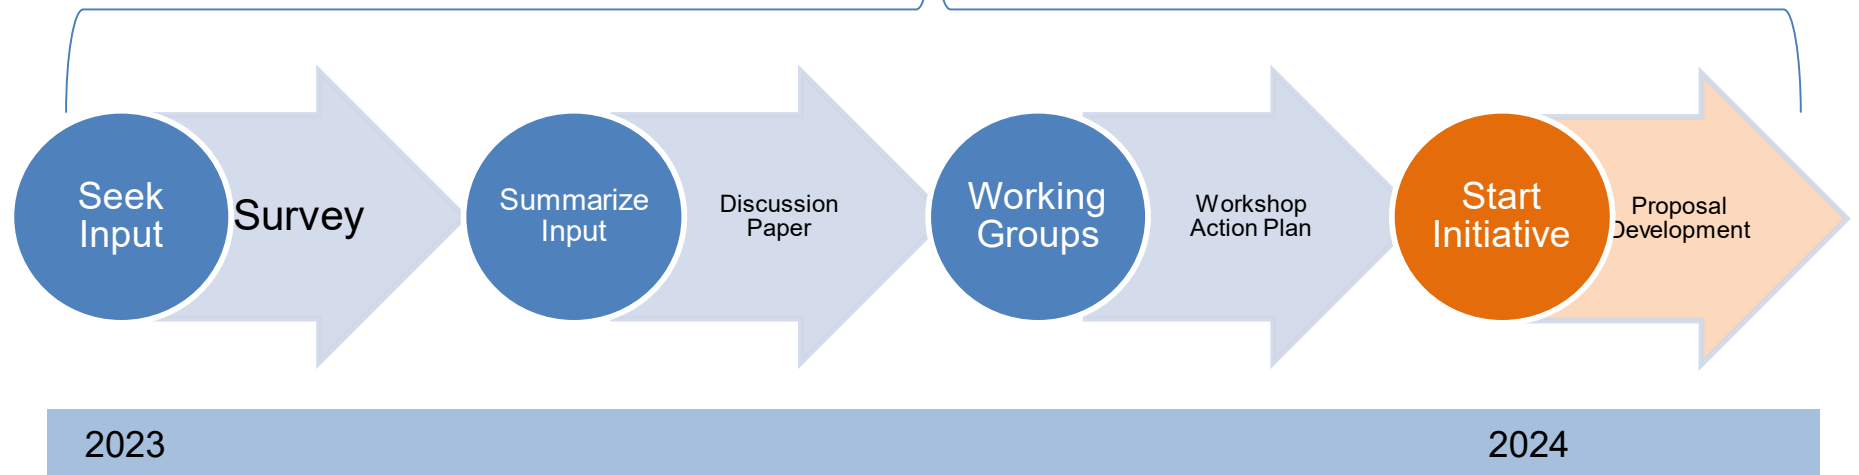 Seek
Input
Survey
Summarize
Input
Discussion
Paper
Working
Groups
Workshop
Action Plan
Start
Initiative
Proposal
Development
2023
2024